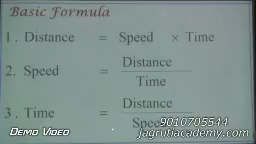 Basic Formula
1. Distance = Speed × Time
2. Speed = Distance
Time
3. Time = Distance
Speed
9010705544
Demo Video
jagrutiacademy.com